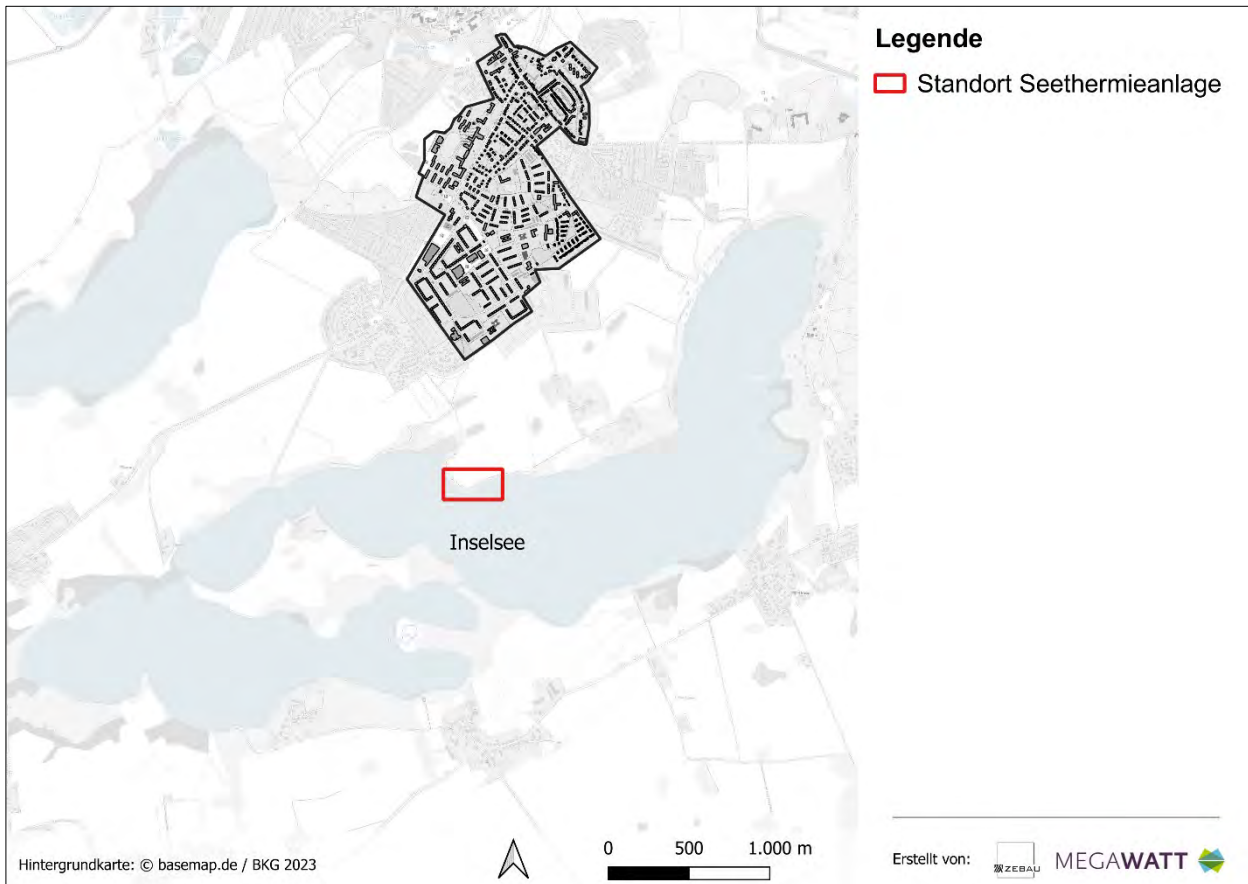 Legende
Standort Seethermieanlage
Inselsee
Hintergrundkarte: © basemap.de / BKG 2023
0 500 1.000 m
Erstellt von: ZEBAU MEGAWATT